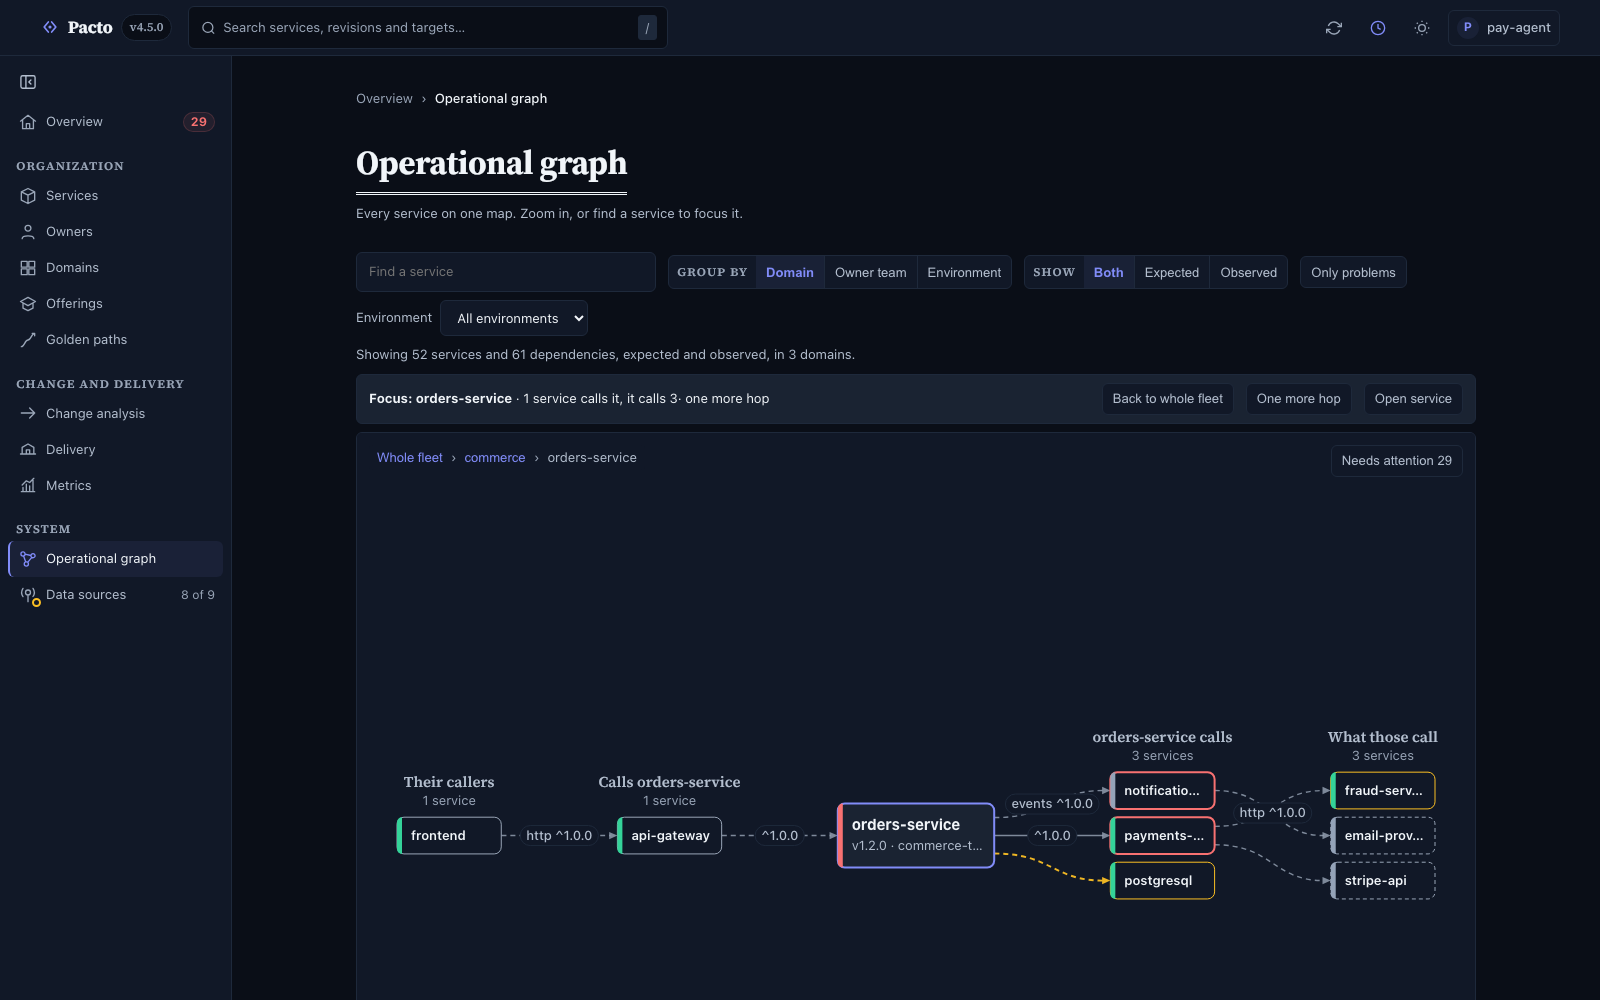 Pacto v4.5.0
Search services, revisions and targets... /
P pay-agent
Overview 29
ORGANIZATION
Services
Owners
Domains
Offerings
Golden paths
CHANGE AND DELIVERY
Change analysis
Delivery
Metrics
SYSTEM
Operational graph
Data sources 8 of 9
Overview › Operational graph
Operational graph
Every service on one map. Zoom in, or find a service to focus it.
Find a service
GROUP BY Domain Owner team Environment
SHOW Both Expected Observed
Only problems
Environment All environments
Showing 52 services and 61 dependencies, expected and observed, in 3 domains.
Focus: orders-service · 1 service calls it, it calls 3· one more hop
Back to whole fleet One more hop Open service
Whole fleet › commerce › orders-service
Needs attention 29
Their callers
1 service
frontend
http ^1.0.0
Calls orders-service
1 service
api-gateway
^1.0.0
orders-service
v1.2.0 · commerce-t...
events ^1.0.0
^1.0.0
orders-service calls
3 services
notificatio...
payments-...
postgresql
http ^1.0.0
What those call
3 services
fraud-serv...
email-prov...
stripe-api